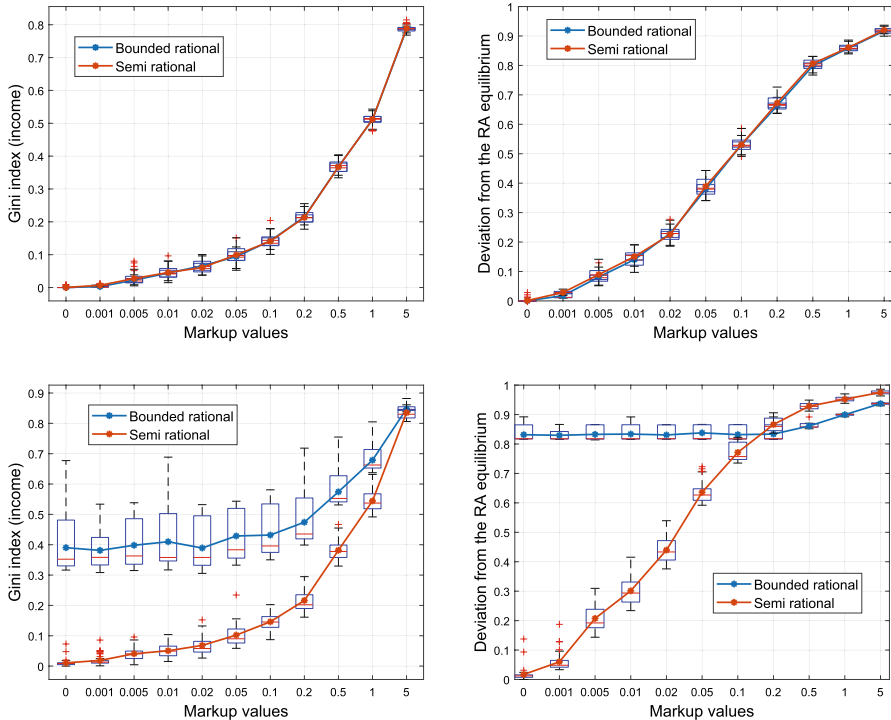 0.8
0.7
0.6
0.5
0.4
0.3
0.2
0.1
0
Gini index (income)
Bounded rational
Semi rational
0 0.001 0.005 0.01 0.02 0.05 0.1 0.2 0.5 1 5
Markup values
1
0.9
0.8
0.7
0.6
0.5
0.4
0.3
0.2
0.1
0
Deviation from the RA equilibrium
Bounded rational
Semi rational
0 0.001 0.005 0.01 0.02 0.05 0.1 0.2 0.5 1 5
Markup values
0.9
0.8
0.7
0.6
0.5
0.4
0.3
0.2
0.1
0
Gini index (income)
Bounded rational
Semi rational
0 0.001 0.005 0.01 0.02 0.05 0.1 0.2 0.5 1 5
Markup values
1
0.9
0.8
0.7
0.6
0.5
0.4
0.3
0.2
0.1
0
Deviation from the RA equilibrium
Bounded rational
Semi rational
0 0.001 0.005 0.01 0.02 0.05 0.1 0.2 0.5 1 5
Markup values